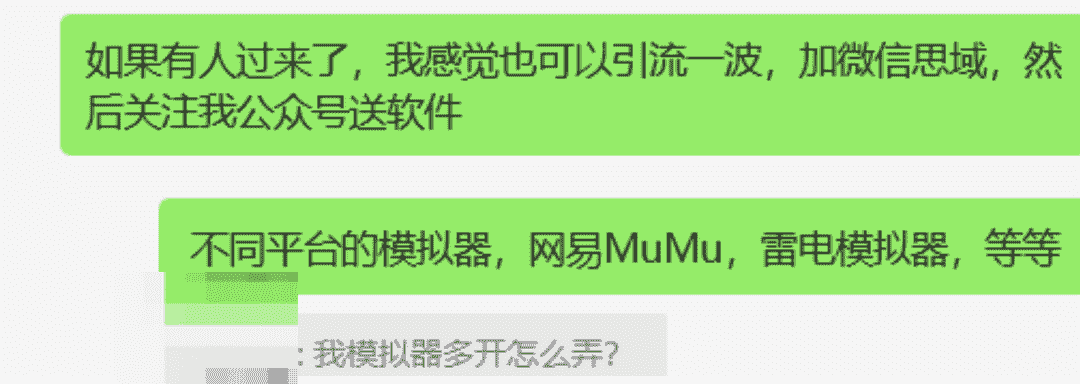 如果有人过来了，我感觉也可以引流一波，加微信思域，然
后关注我公众号送软件
不同平台的模拟器，网易MuMu，雷电模拟器，等等
: 我模拟器多开怎么弄?